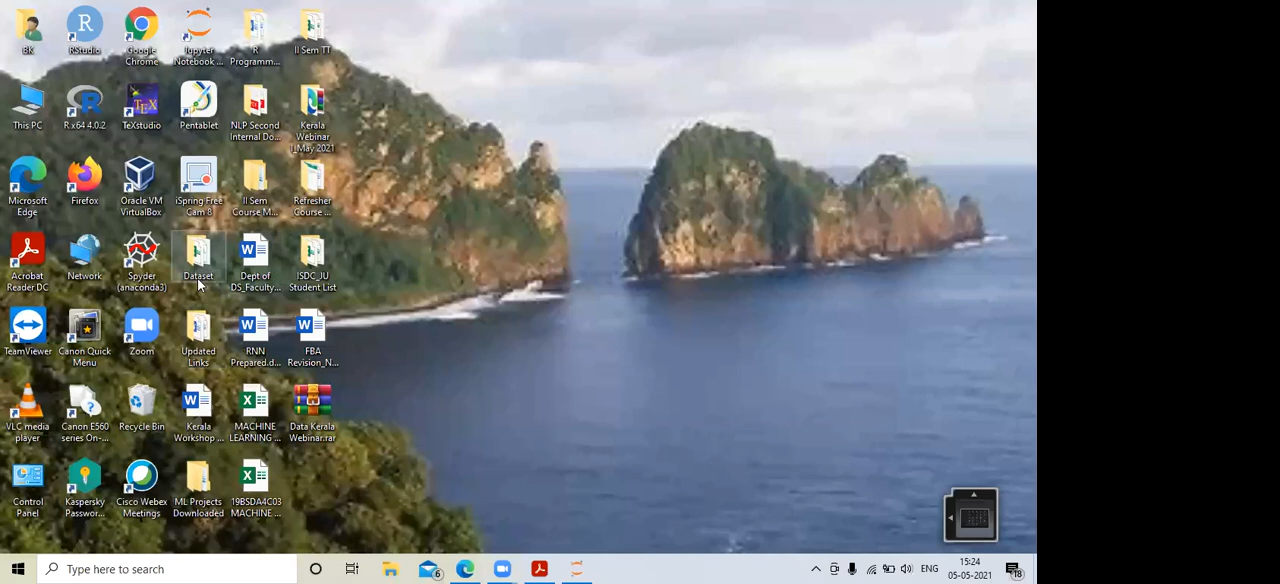 BK
RStudio
Google
Chrome
Jupyter
Notebook ...
R
Programm...
II Sem TT
This PC
R x64 4.0.2
TeXstudio
Pentablet
NLP Second
Internal Do...
Kerala
Webinar
I_May 2021
Microsoft
Edge
Firefox
Oracle VM
VirtualBox
iSpring Free
Cam 8
II Sem
Course M...
Refresher
Course ...
Acrobat
Reader DC
Network
Spyder
(anaconda3)
Dataset
Dept of
DS_Faculty...
ISDC_JU
Student List
TeamViewer
Canon Quick
Menu
Zoom
Updated
Links
RNN
Prepared.d...
FBA
Revision_N...
VLC media
player
Canon E560
series On-...
Recycle Bin
Kerala
Workshop ...
MACHINE
LEARNING ...
Data Kerala
Webinar.rar
Control
Panel
Kaspersky
Passwor...
Cisco Webex
Meetings
ML Projects
Downloaded
19BSDA4C03
MACHINE ...
Type here to search
6
ENG
15:24
05-05-2021
18